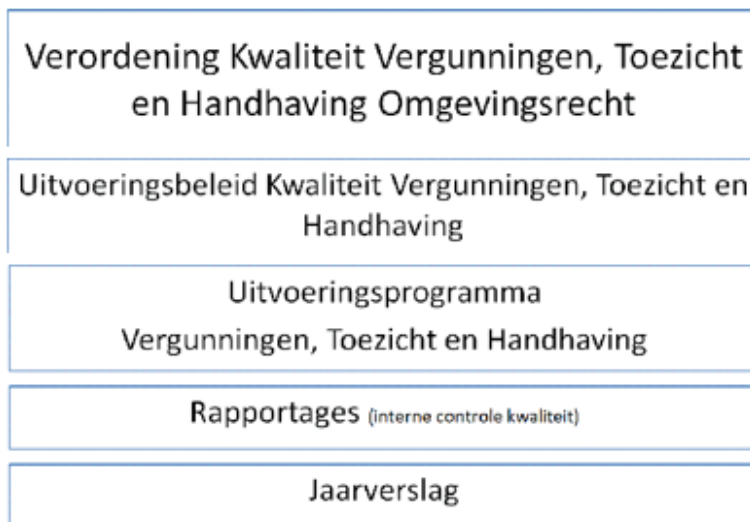 Verordening Kwaliteit Vergunningen, Toezicht
en Handhaving Omgevingsrecht
Uitvoeringsbeleid Kwaliteit Vergunningen, Toezicht en
Handhaving
Uitvoeringsprogramma
Vergunningen, Toezicht en Handhaving
Rapportages (interne controle kwaliteit)
Jaarverslag